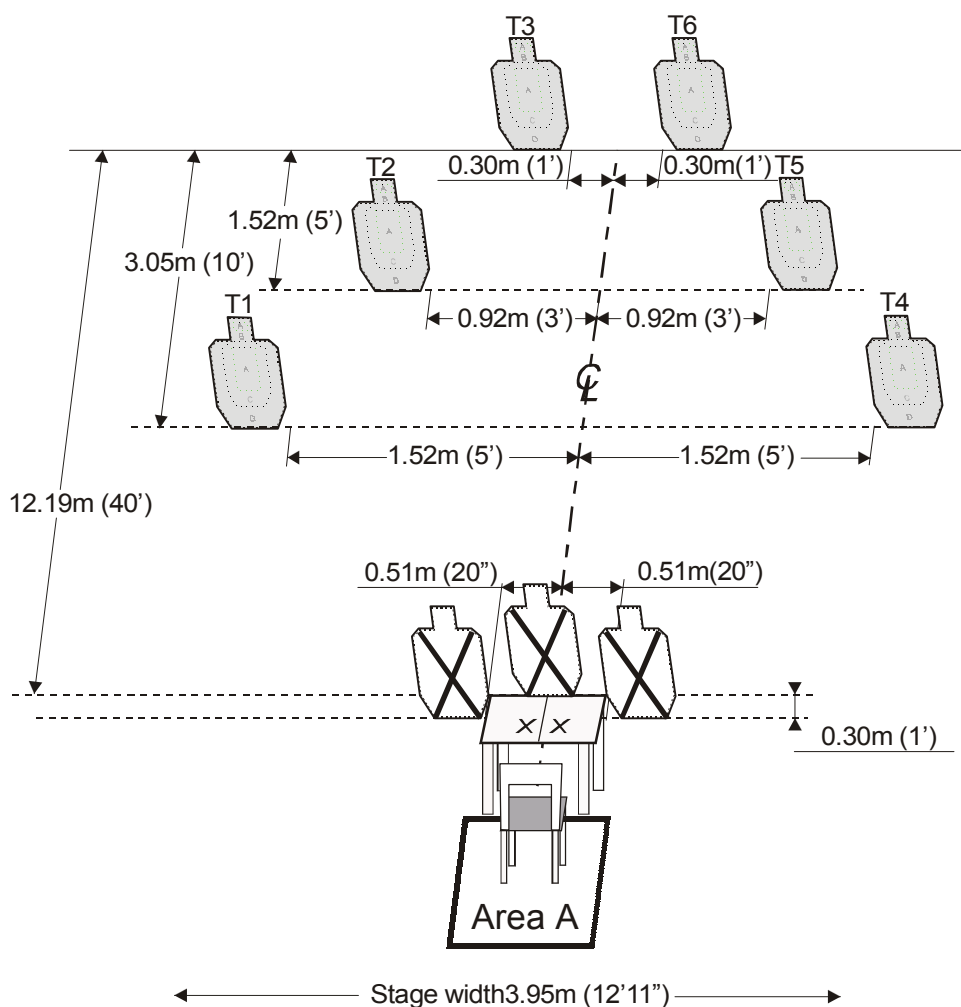 T3 T6
0.30m (1’) 0.30m(1’)
T2 T5
1.52m (5’)
3.05m (10’)
T1 0.92m (3’) 0.92m (3’) T4
℄
1.52m (5’) 1.52m (5’)
12.19m (40’)
0.51m (20”) 0.51m(20”)
X X
0.30m (1’)
Area A
Stage width3.95m (12’11”)
A
B
A
C
D
A
B
A
C
D
A
B
A
C
D
A
B
A
C
D
A
B
A
C
D
A
B
A
C
D